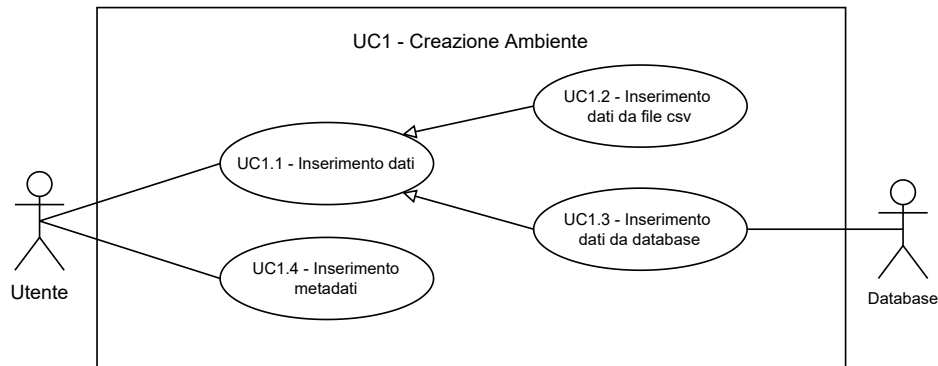 UC1 - Creazione Ambiente
UC1.2 - Inserimento
dati da file csv
UC1.1 - Inserimento dati
UC1.3 - Inserimento
dati da database
UC1.4 - Inserimento
metadati
Utente
Database